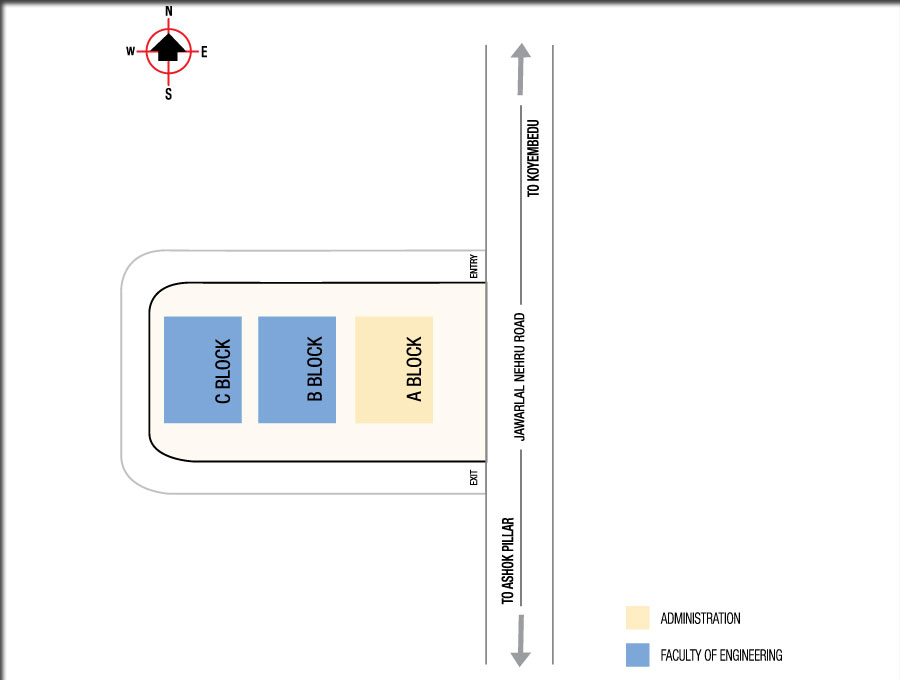 N
W
E
S
TO KOYEMBEDU
ENTRY
C BLOCK
B BLOCK
A BLOCK
JAWARLAL NEHRU ROAD
EXIT
TO ASHOK PILLAR
ADMINISTRATION
FACULTY OF ENGINEERING